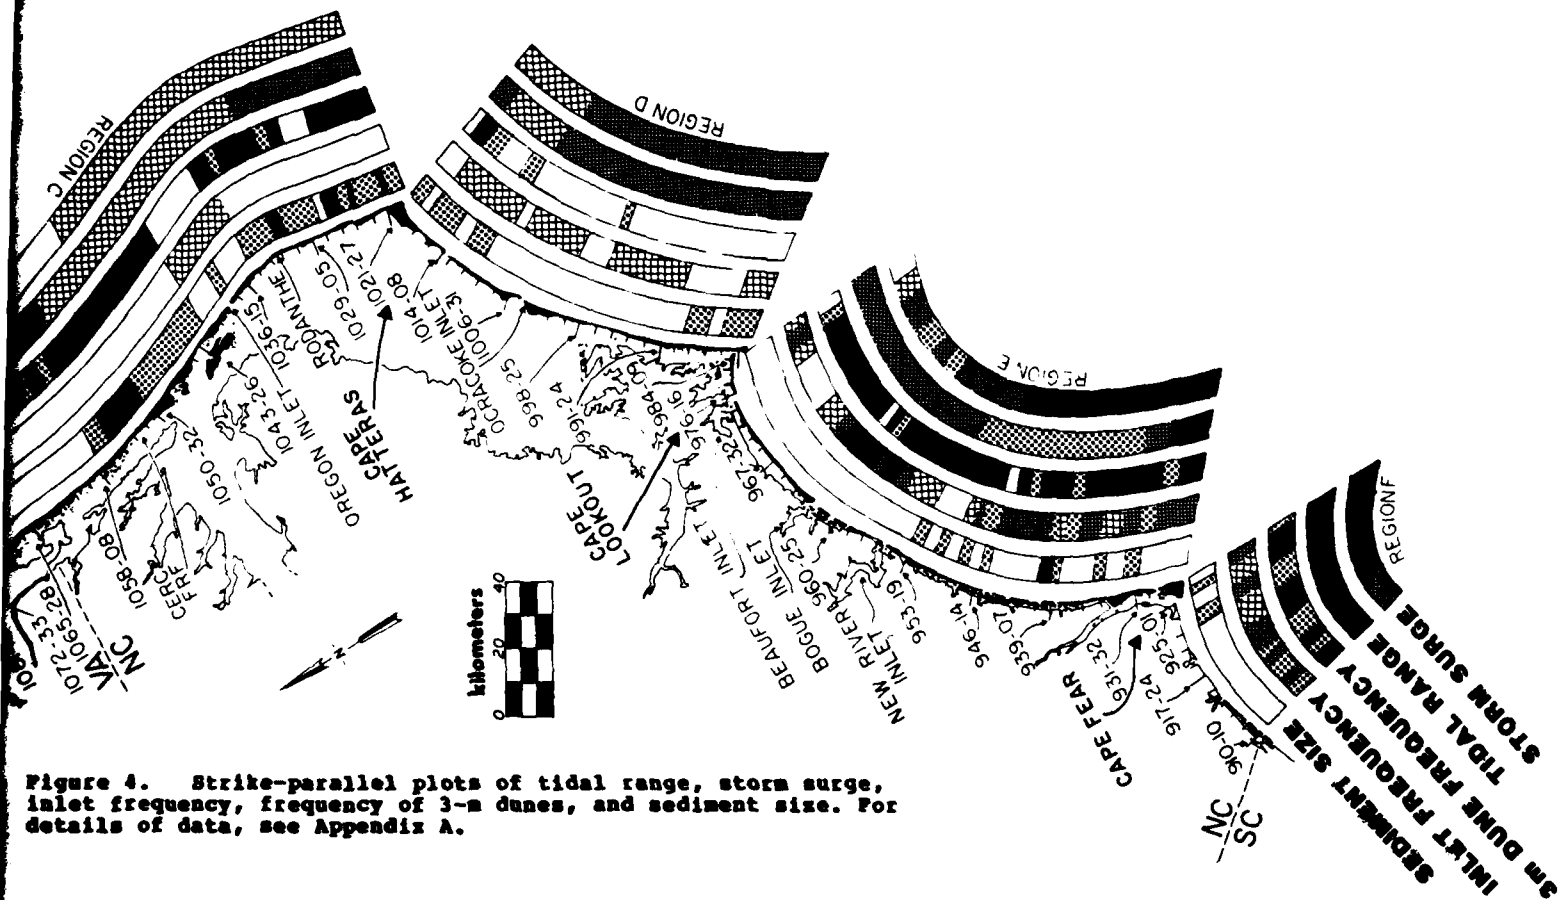 REGION C
REGION D
REGION E
REGION F
1072-33
1065-28
VA
NC
1058-08
CERC
FRF
1050-32
1043-26
OREGON INLET
1036-15
RODANTHE
1029-05
1021-27
CAPE
HATTERAS
1014-08
OCRACOKE INLET
1006-31
998-25
991-24
984-09
976-16
CAPE
LOOKOUT
967-32
BEAUFORT INLET
BOGUE INLET
960-25
NEW RIVER
INLET
953-19
946-14
939-07
931-32
CAPE FEAR
925-01
917-24
910-10
NC
SC
kilometers
0
20
40
N
SEDIMENT SIZE
INLET FREQUENCY
3m DUNE FREQUENCY
TIDAL RANGE
STORM SURGE
Figure 4. Strike-parallel plots of tidal range, storm surge,
inlet frequency, frequency of 3-m dunes, and sediment size. For
details of data, see Appendix A.